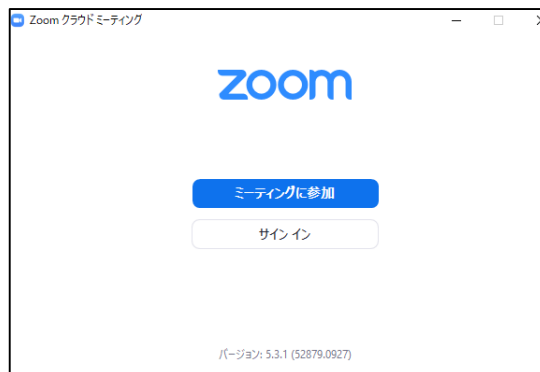 Zoom クラウド ミーティング
zoom
ミーティングに参加
サイン イン
バージョン: 5.3.1 (52879.0927)